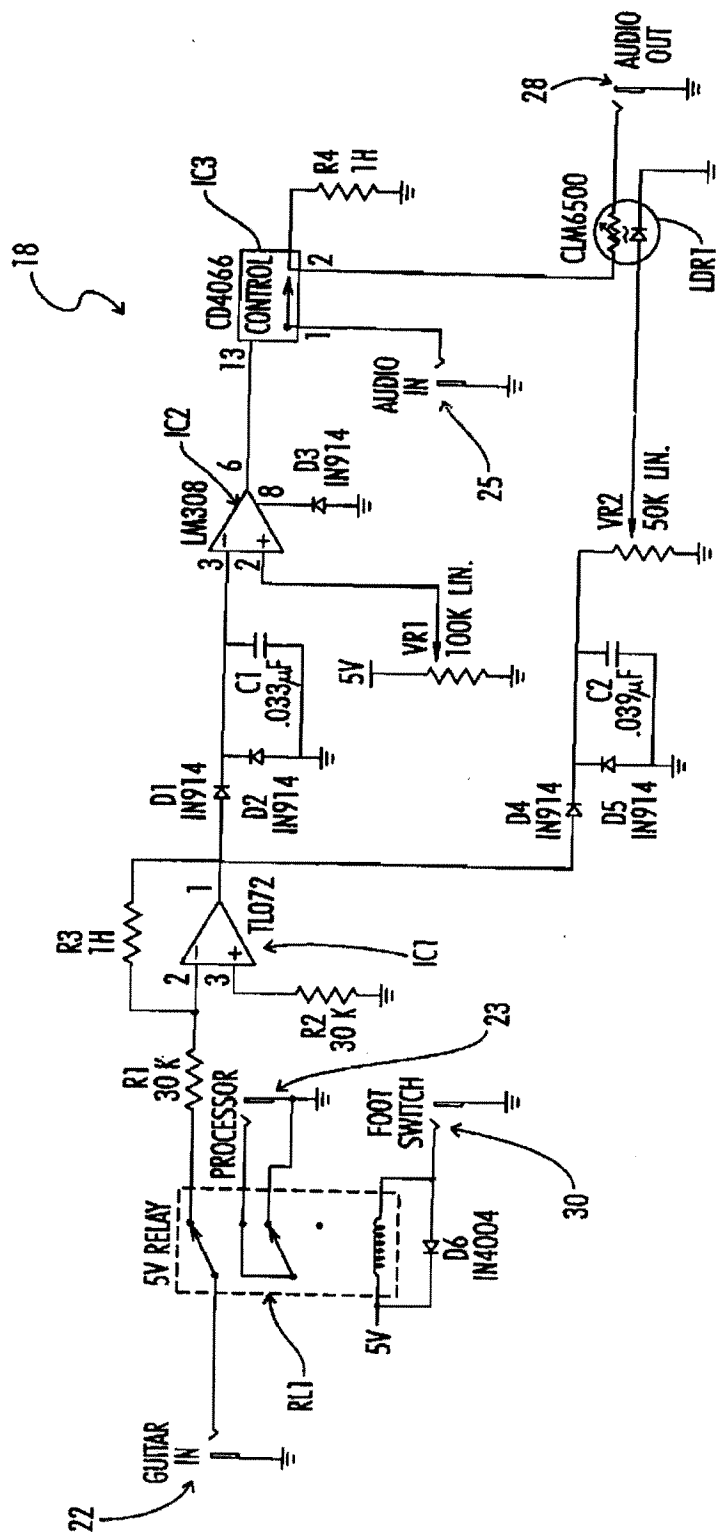 18
GUITAR
IN
22
5V RELAY
RL1
5V
D6
IN4004
PROCESSOR
23
FOOT
SWITCH
30
R1
30 K
R2
30 K
R3
1H
2
3
1
TL072
IC1
D1
IN914
D2
IN914
C1
.033µF
5V
VR1
100K LIN.
3
2
LM308
IC2
6
8
D3
IN914
13
CD4066
CONTROL
IC3
1
2
R4
1H
AUDIO
IN
25
D4
IN914
D5
IN914
C2
.039µF
VR2
50K LIN.
CLM6500
LDR1
28
AUDIO
OUT